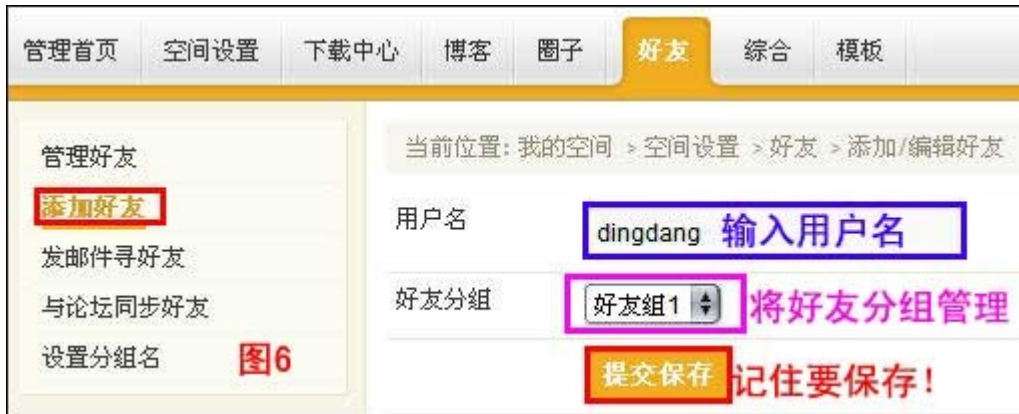 管理首页 空间设置 下载中心 博客 圈子 好友 综合 模板
管理好友
添加好友
发邮件寻好友
与论坛同步好友
设置分组名 图6
当前位置: 我的空间 > 空间设置 > 好友 > 添加/编辑好友
用户名 dingdang 输入用户名
好友分组 好友组1 将好友分组管理
提交保存 记住要保存!